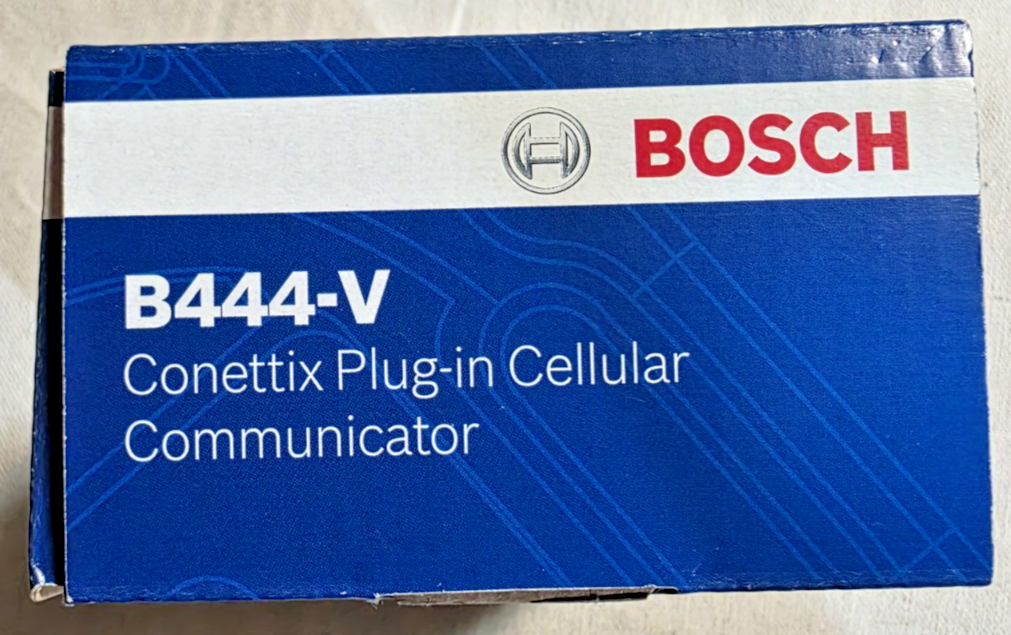 BOSCH
B444-V
Conettix Plug-in Cellular
Communicator